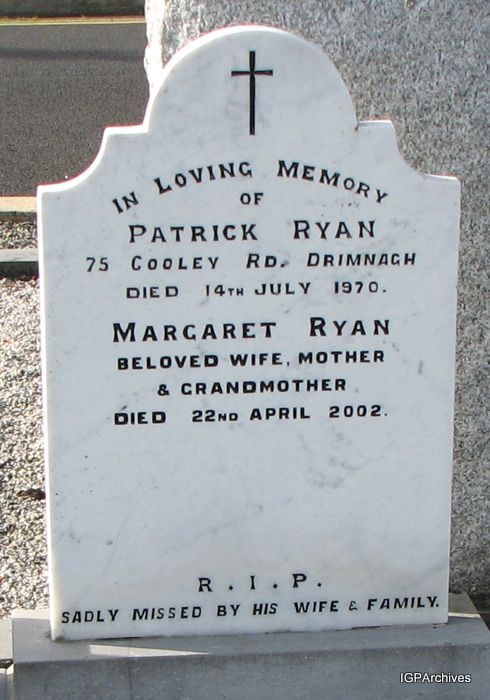 IN LOVING MEMORY
OF
PATRICK RYAN
75 COOLEY RD. DRIMNAGH
DIED 14TH JULY 1970.
MARGARET RYAN
BELOVED WIFE, MOTHER
& GRANDMOTHER
DIED 22ND APRIL 2002.
R. I. P.
SADLY MISSED BY HIS WIFE & FAMILY.
IGPArchives